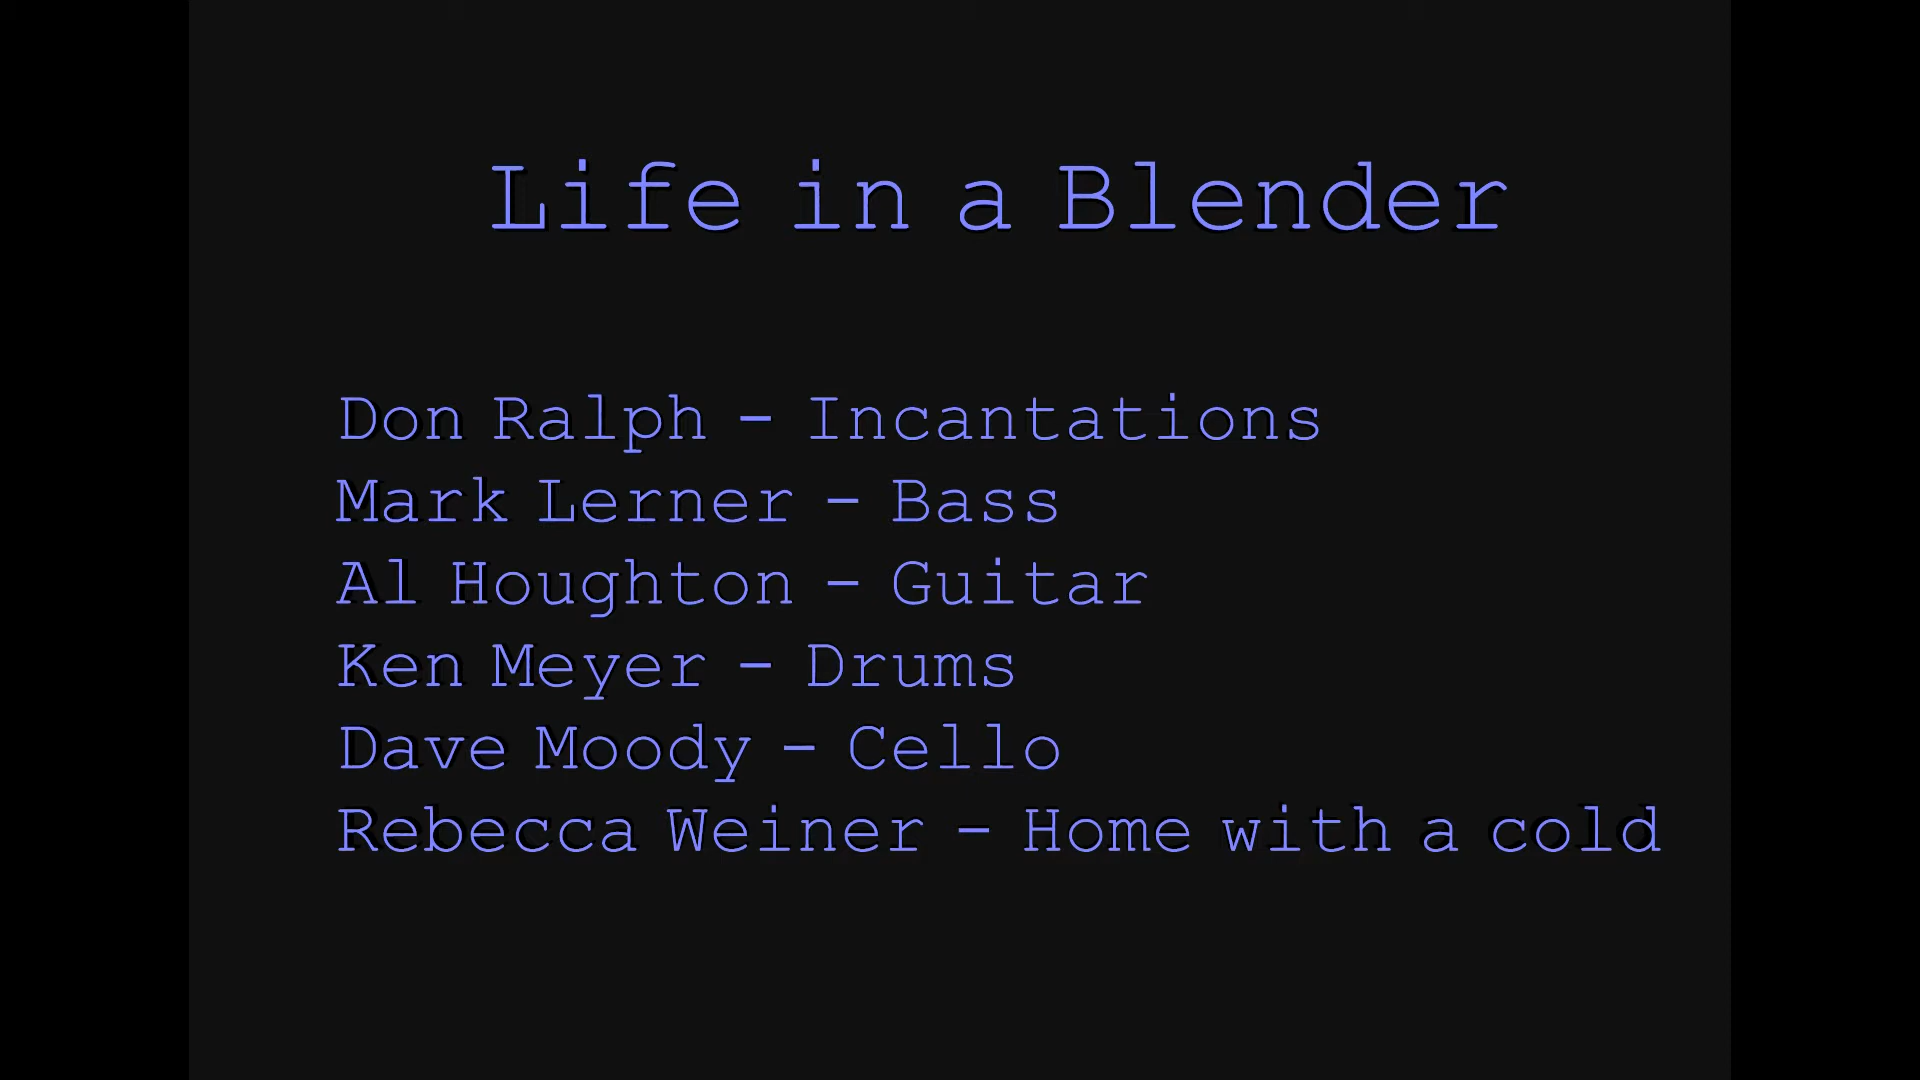 Life in a Blender
Don Ralph - Incantations
Mark Lerner - Bass
Al Houghton - Guitar
Ken Meyer - Drums
Dave Moody - Cello
Rebecca Weiner - Home with a cold